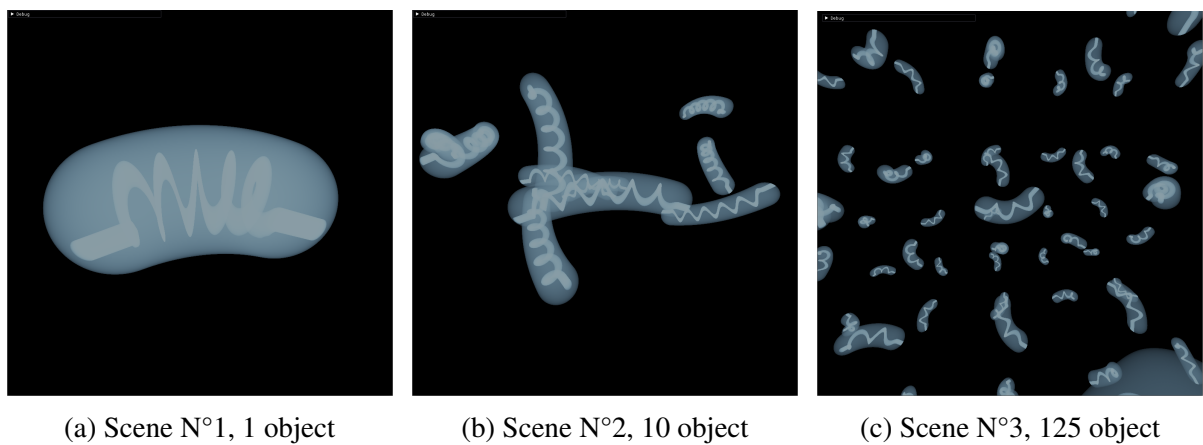 ▶ Debug
▶ Debug
▶ Debug
(a) Scene N°1, 1 object
(b) Scene N°2, 10 object
(c) Scene N°3, 125 object